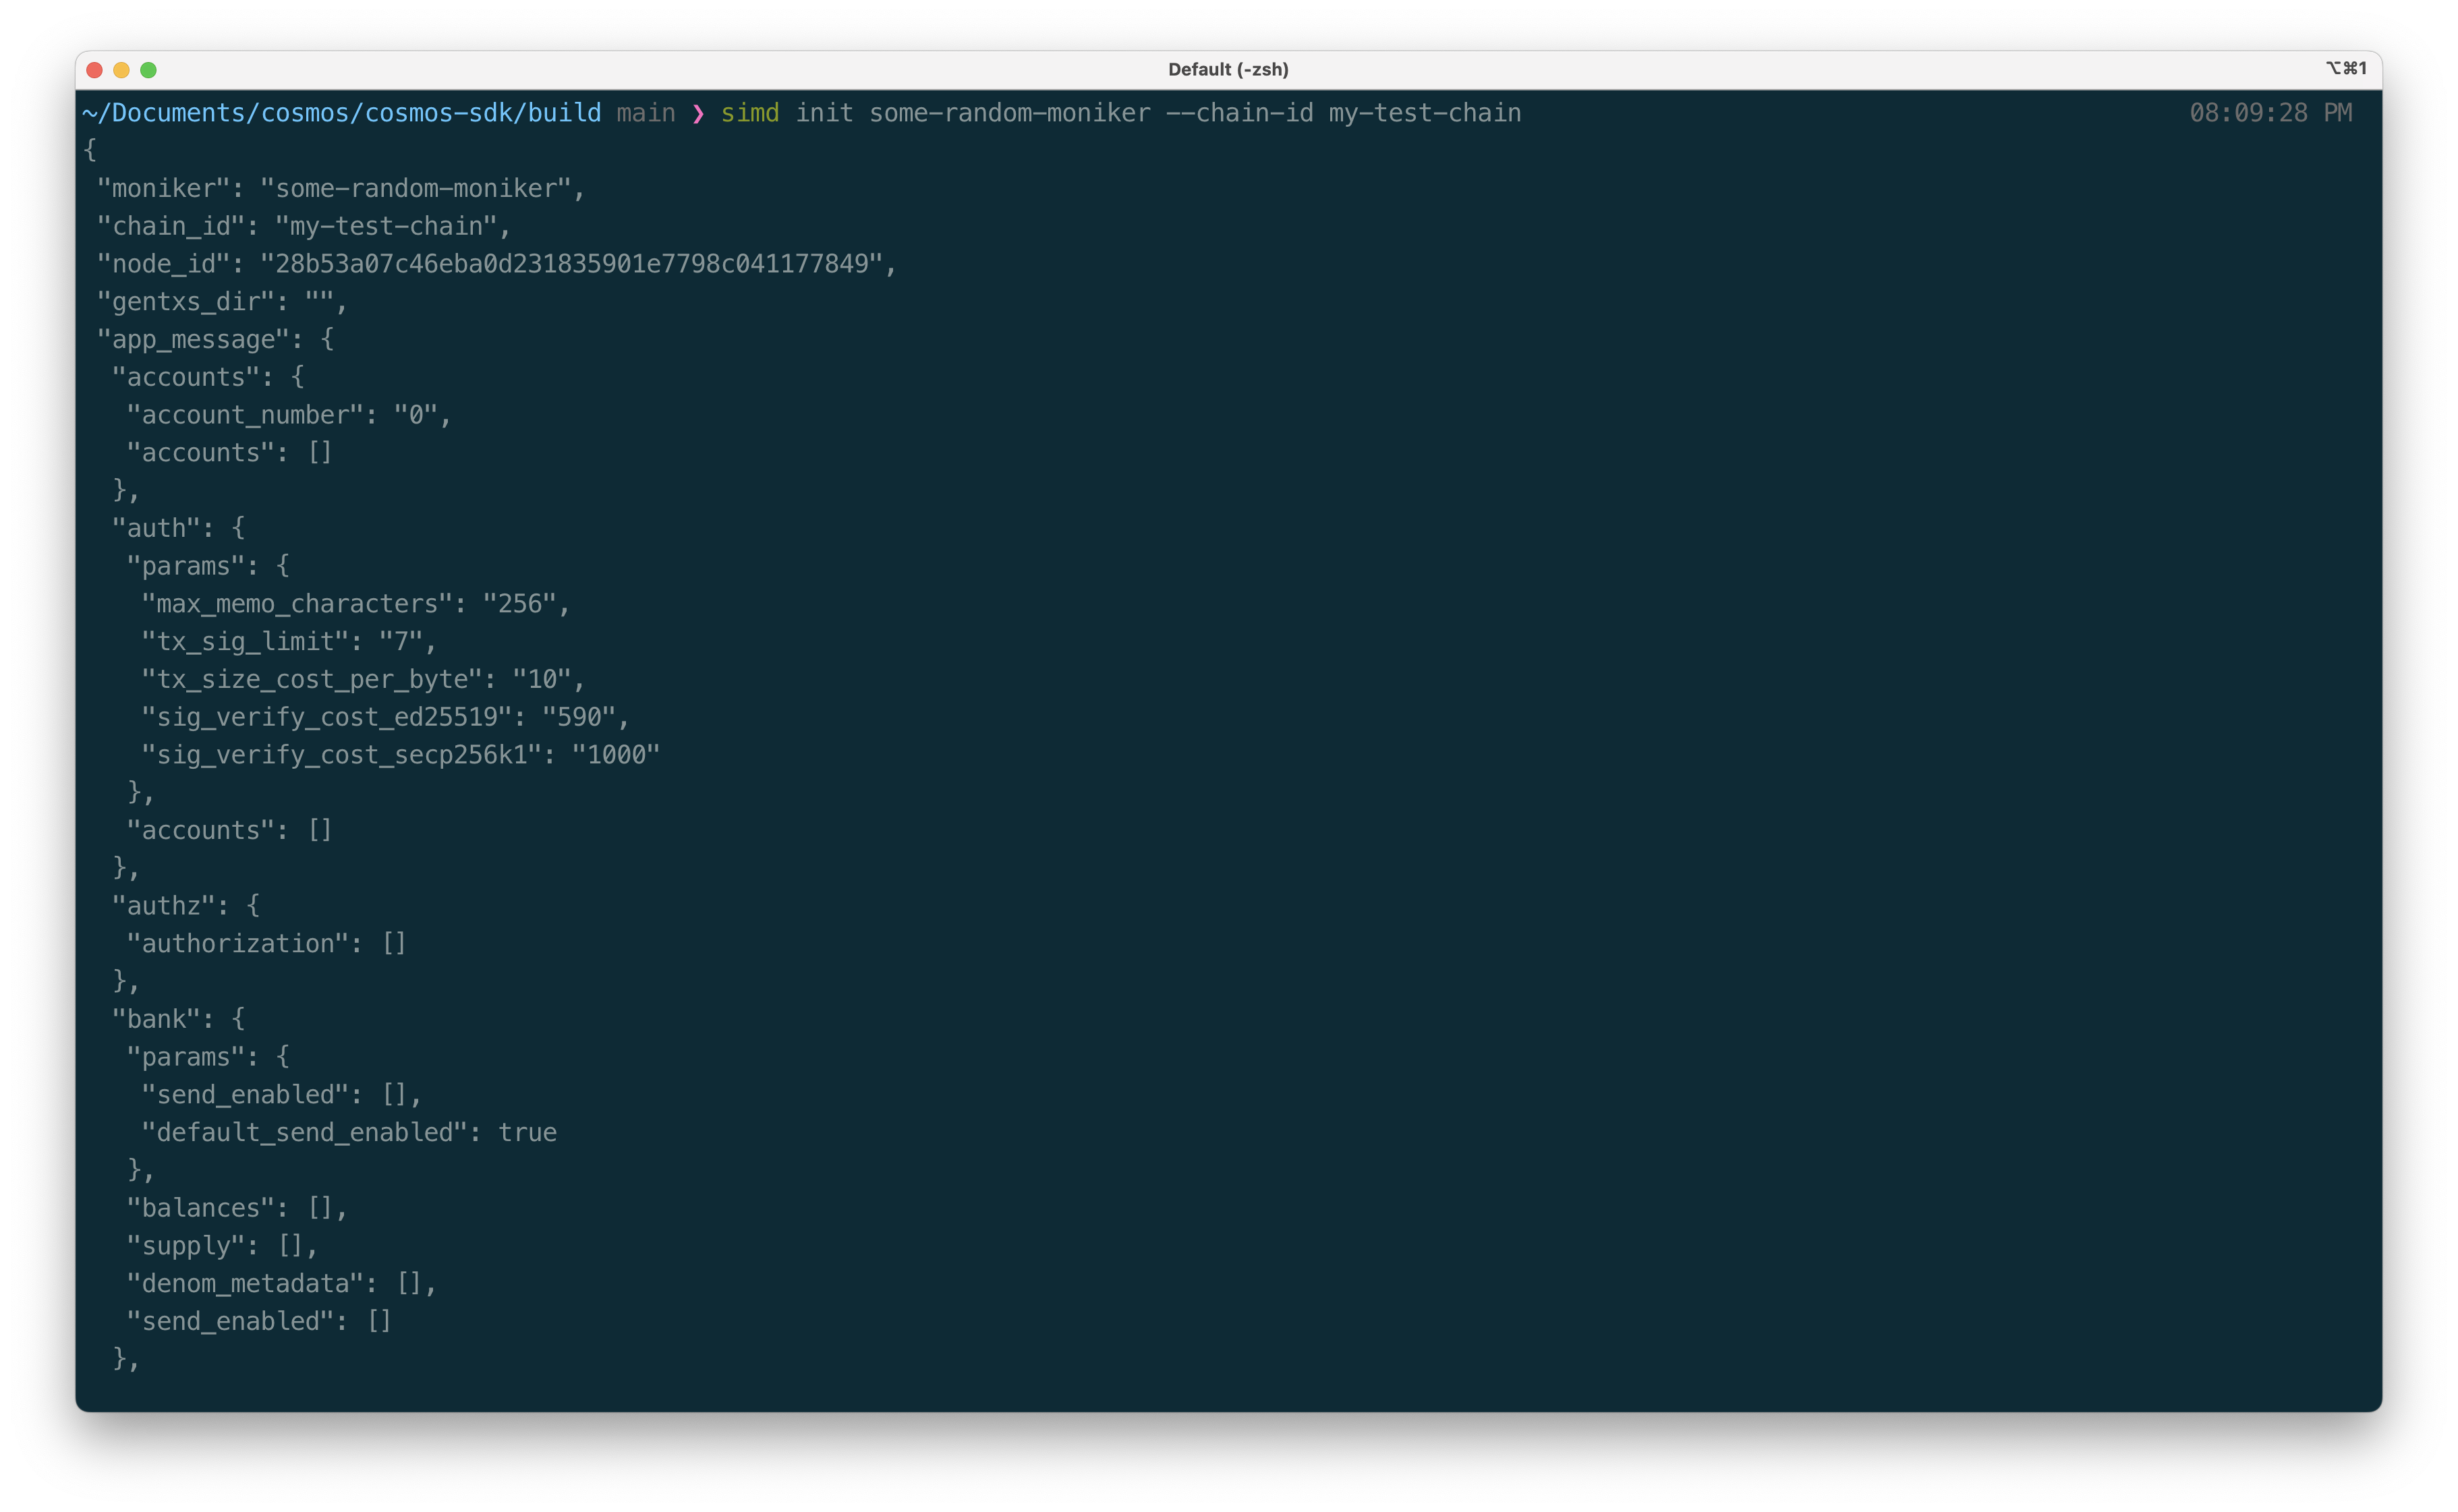 Default (-zsh)
⌥⌘1
~/Documents/cosmos/cosmos-sdk/build main ❯ simd init some-random-moniker --chain-id my-test-chain 08:09:28 PM
{
 "moniker": "some-random-moniker",
 "chain_id": "my-test-chain",
 "node_id": "28b53a07c46eba0d231835901e7798c041177849",
 "gentxs_dir": "",
 "app_message": {
  "accounts": {
   "account_number": "0",
   "accounts": []
  },
  "auth": {
   "params": {
    "max_memo_characters": "256",
    "tx_sig_limit": "7",
    "tx_size_cost_per_byte": "10",
    "sig_verify_cost_ed25519": "590",
    "sig_verify_cost_secp256k1": "1000"
   },
   "accounts": []
  },
  "authz": {
   "authorization": []
  },
  "bank": {
   "params": {
    "send_enabled": [],
    "default_send_enabled": true
   },
   "balances": [],
   "supply": [],
   "denom_metadata": [],
   "send_enabled": []
  },